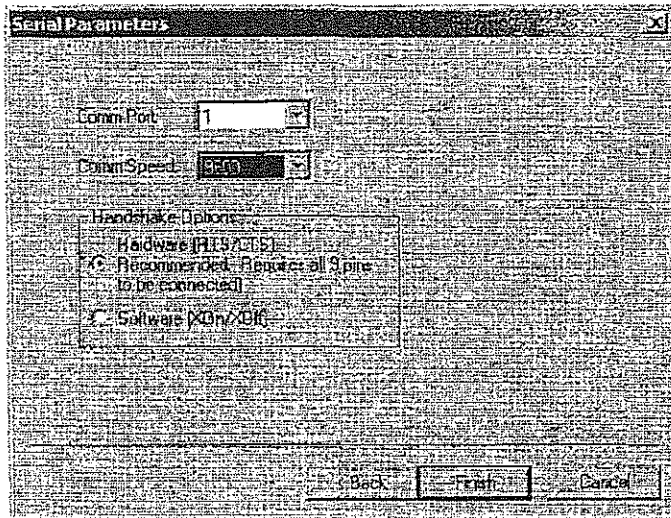 Serial Parameters
Comm Port: 1
Comm Speed: 9600
Handshake Options:
Hardware (RTS/CTS)
Recommended. Requires all 9 pins
to be connected)
Software (XOn/XOff)
< Back Finish Cancel